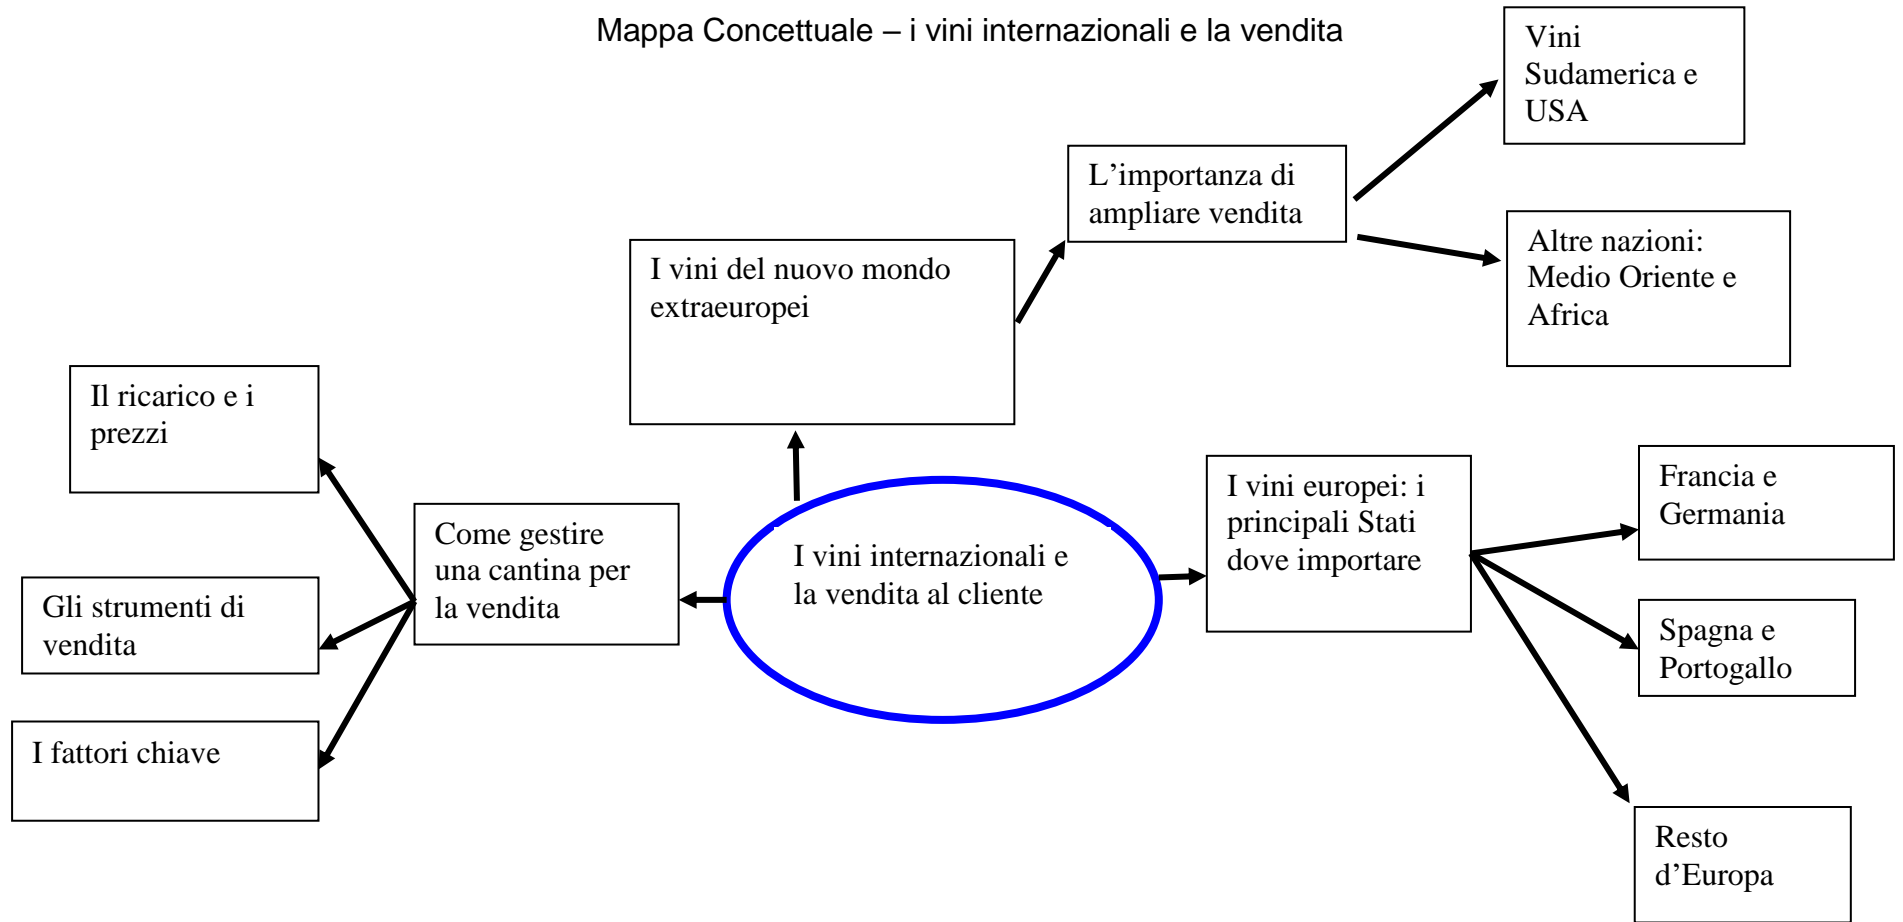 Mappa Concettuale – i vini internazionali e la vendita
Vini
Sudamerica e
USA
L’importanza di
ampliare vendita
Altre nazioni:
Medio Oriente e
Africa
I vini del nuovo mondo
extraeuropei
Il ricarico e i
prezzi
Come gestire
una cantina per
la vendita
Gli strumenti di
vendita
I fattori chiave
I vini internazionali e
la vendita al cliente
I vini europei: i
principali Stati
dove importare
Francia e
Germania
Spagna e
Portogallo
Resto
d’Europa